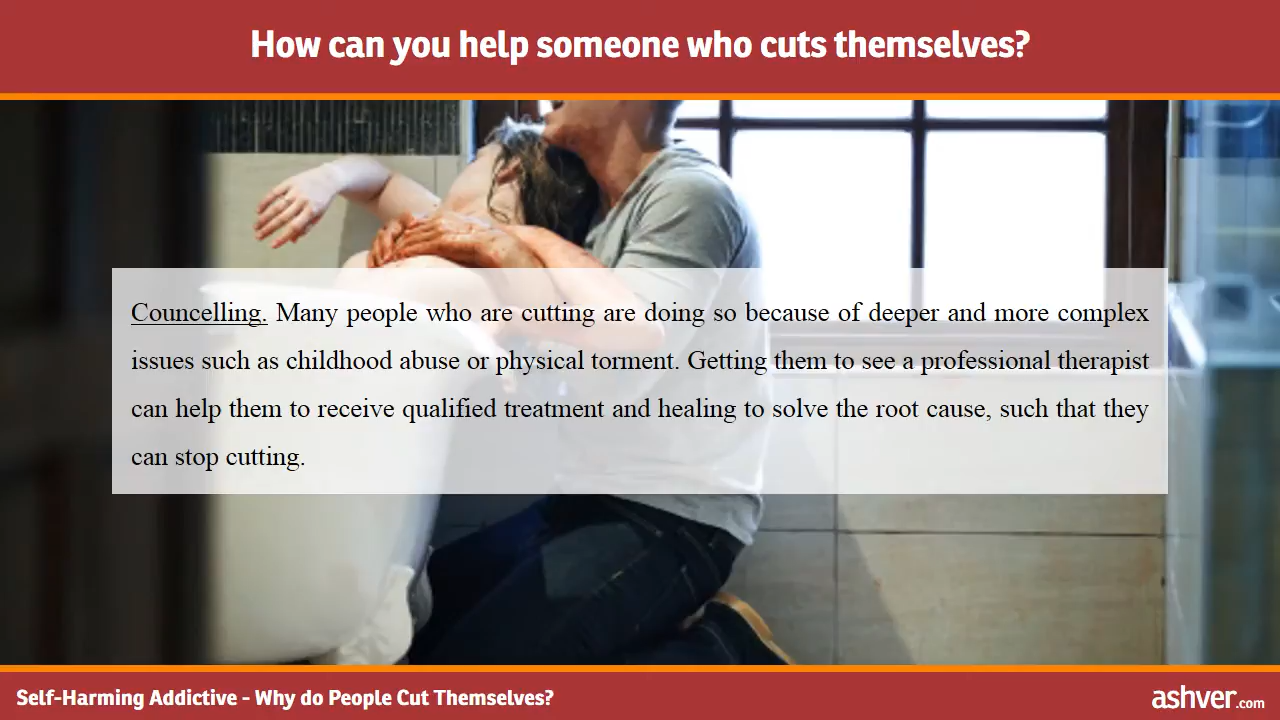 How can you help someone who cuts themselves?
Councelling. Many people who are cutting are doing so because of deeper and more complex
issues such as childhood abuse or physical torment. Getting them to see a professional therapist
can help them to receive qualified treatment and healing to solve the root cause, such that they
can stop cutting.
Self-Harming Addictive - Why do People Cut Themselves?
ashver.com